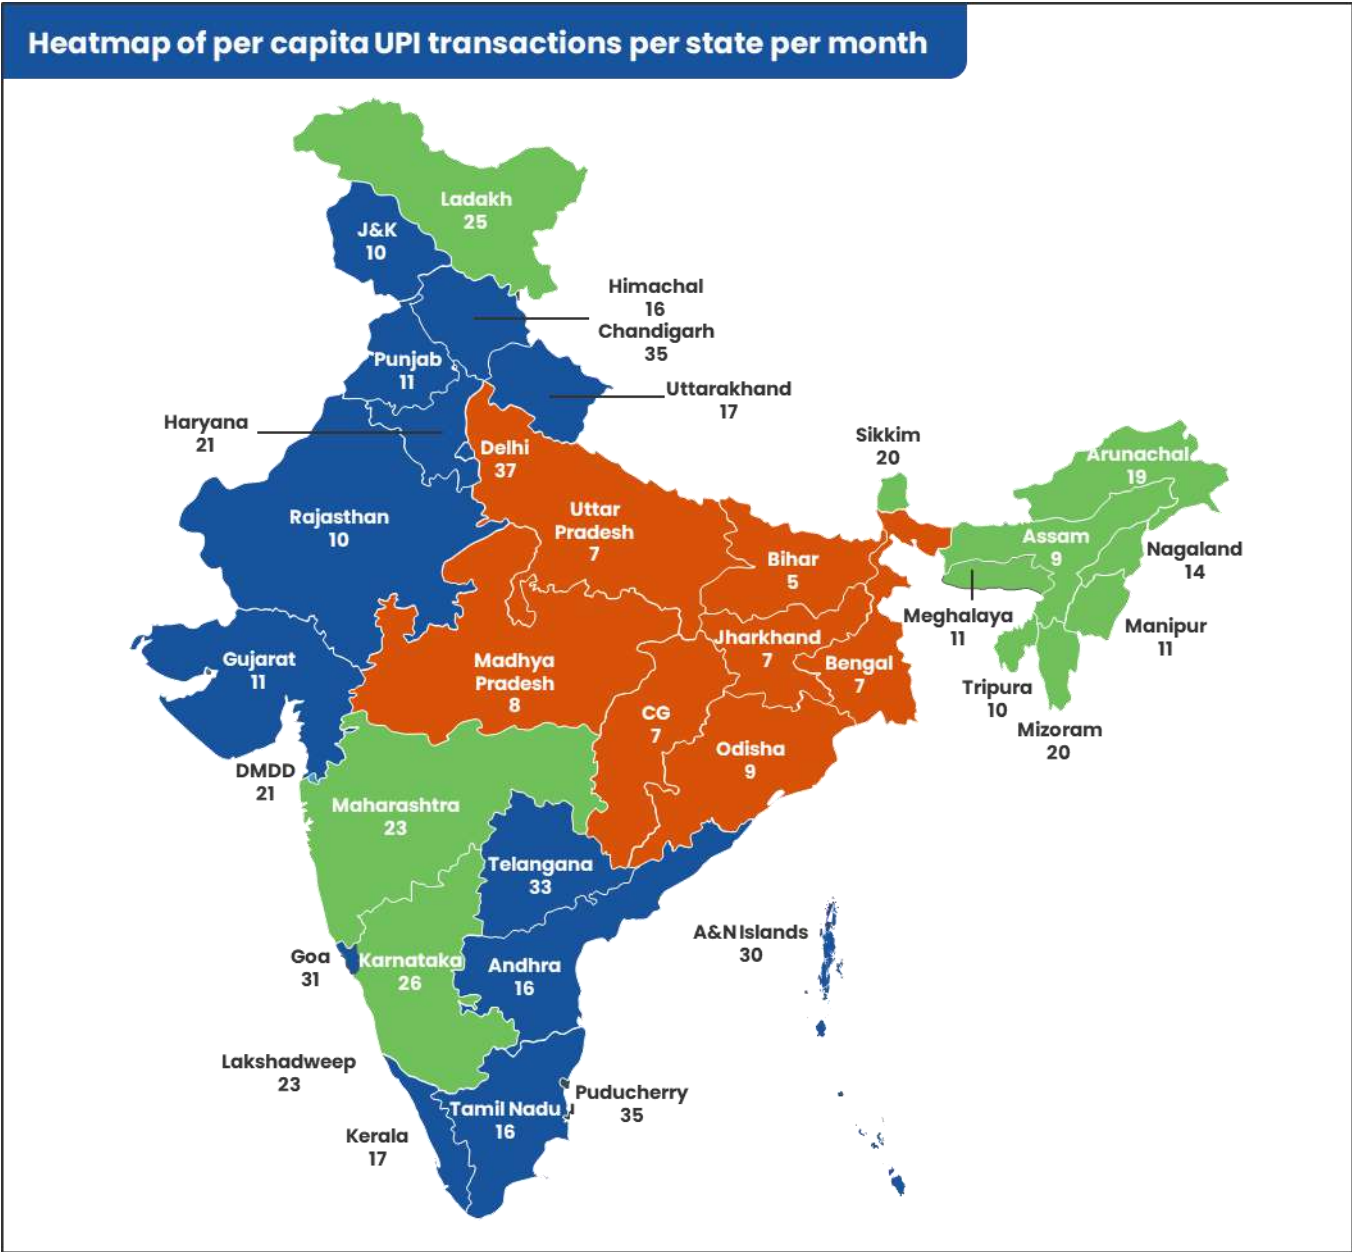 Heatmap of per capita UPI transactions per state per month
Ladakh
25
J&K
10
Himachal
16
Chandigarh
35
Punjab
11
Uttarakhand
17
Haryana
21
Delhi
37
Sikkim
20
Arunachal
19
Rajasthan
10
Uttar
Pradesh
7
Assam
9
Nagaland
14
Bihar
5
Meghalaya
11
Manipur
11
Jharkhand
7
Gujarat
11
Madhya
Pradesh
8
Bengal
7
Tripura
10
Mizoram
20
CG
7
Odisha
9
DMDD
21
Maharashtra
23
Telangana
33
A&N Islands
30
Goa
31
Karnataka
26
Andhra
16
Lakshadweep
23
Puducherry
35
Tamil Nadu
16
Kerala
17